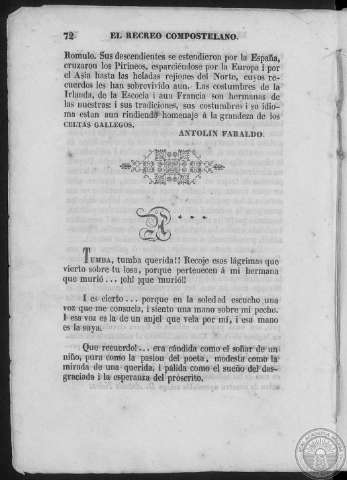 72 EL RECREO COMPOSTELANO.
Romulo. Sus descendientes se estendieron por la España,
cruzaron los Pirineos, esparciéndose por la Europa i por
el Asia hasta las heladas rejiones del Norte, cuyos re-
cuerdos les han sobrevivido aun. Las costumbres de la
Irlanda, de la Escocia i aun Francia son hermanas de
las nuestras: i sus tradiciones, sus costumbres i su idio-
ma estan aun rindiendo homenaje á la grandeza de los
CELTAS GALLEGOS.
ANTOLIN FARALDO.
A...
TUMBA, tumba querida!! Recoje esas lágrimas que
vierto sobre tu losa, porque pertenecen á mi hermana
que murió... ¡oh! ¡que murió!!
I es cierto... porque en la soledad escucho una
voz que me consuela, i siento una mano sobre mi pecho.
I esa voz es la de un anjel que vela por mí, i esa mano
es la suya.
Que recuerdo!... era cándida como el soñar de un
niño, pura como la pasion del poeta, modesta como la
mirada de una querida, i pálida como el sueño del des-
graciado i la esperanza del próscrito.